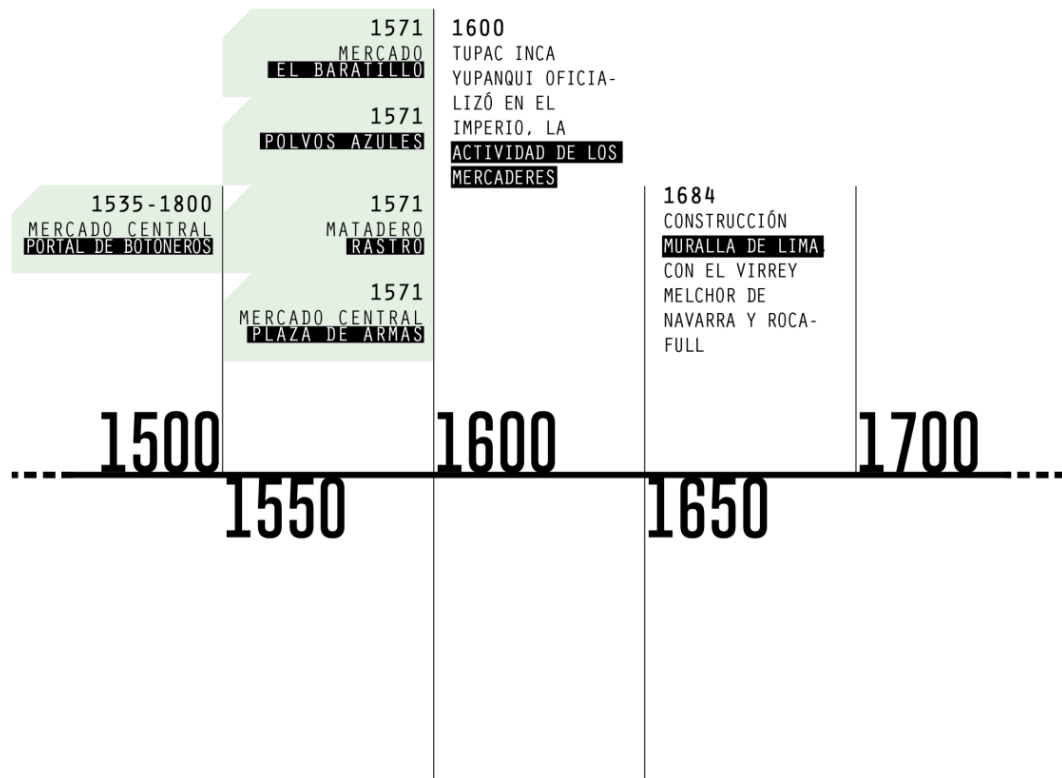 1535-1800
MERCADO CENTRAL
PORTAL DE BOTONEROS
1571
MERCADO
EL BARATILLO
1571
POLVOS AZULES
1571
MATADERO
RASTRO
1571
MERCADO CENTRAL
PLAZA DE ARMAS
1600
TUPAC INCA
YUPANQUI OFICIA-
LIZÓ EN EL
IMPERIO, LA
ACTIVIDAD DE LOS
MERCADERES
1684
CONSTRUCCIÓN
MURALLA DE LIMA
CON EL VIRREY
MELCHOR DE
NAVARRA Y ROCA-
FULL
1500
1550
1600
1650
1700